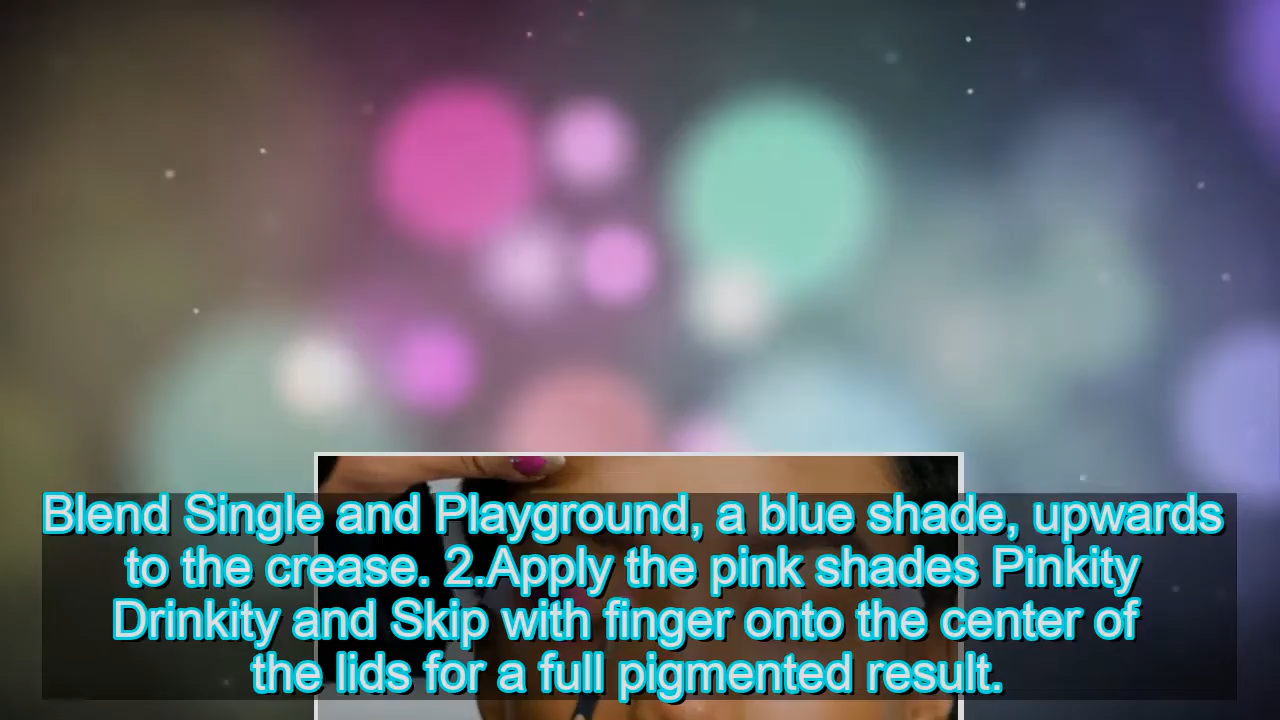 Blend Single and Playground, a blue shade, upwards
to the crease. 2.Apply the pink shades Pinkity
Drinkity and Skip with finger onto the center of
the lids for a full pigmented result.